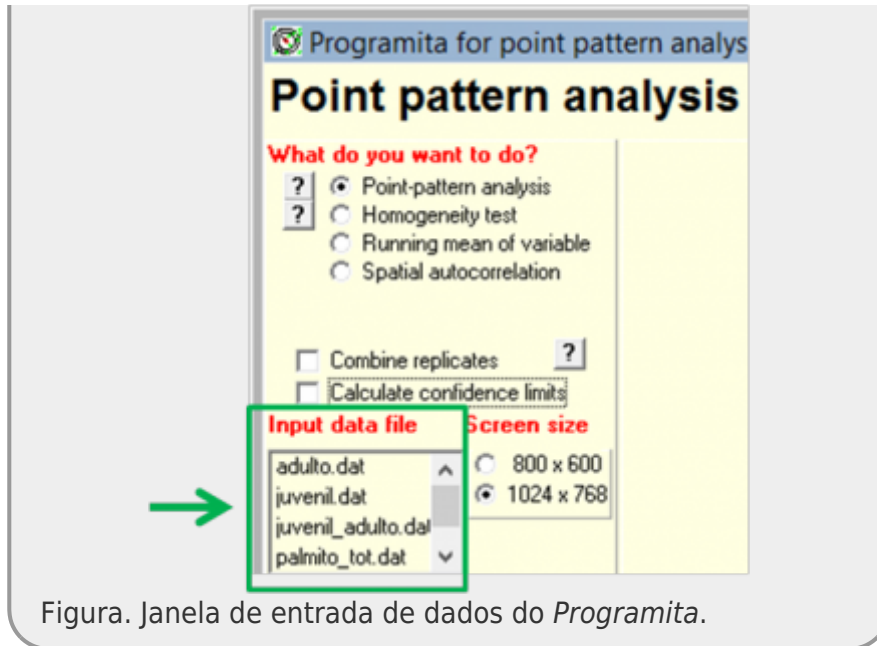 Programita for point pattern analys
Point pattern analysis
What do you want to do?
? Point-pattern analysis
? Homogeneity test
Running mean of variable
Spatial autocorrelation
Combine replicates ?
Calculate confidence limits
Input data file Screen size
adulto.dat 800 x 600
juvenil.dat 1024 x 768
juvenil_adulto.dat
palmito_tot.dat
Figura. Janela de entrada de dados do Programita.